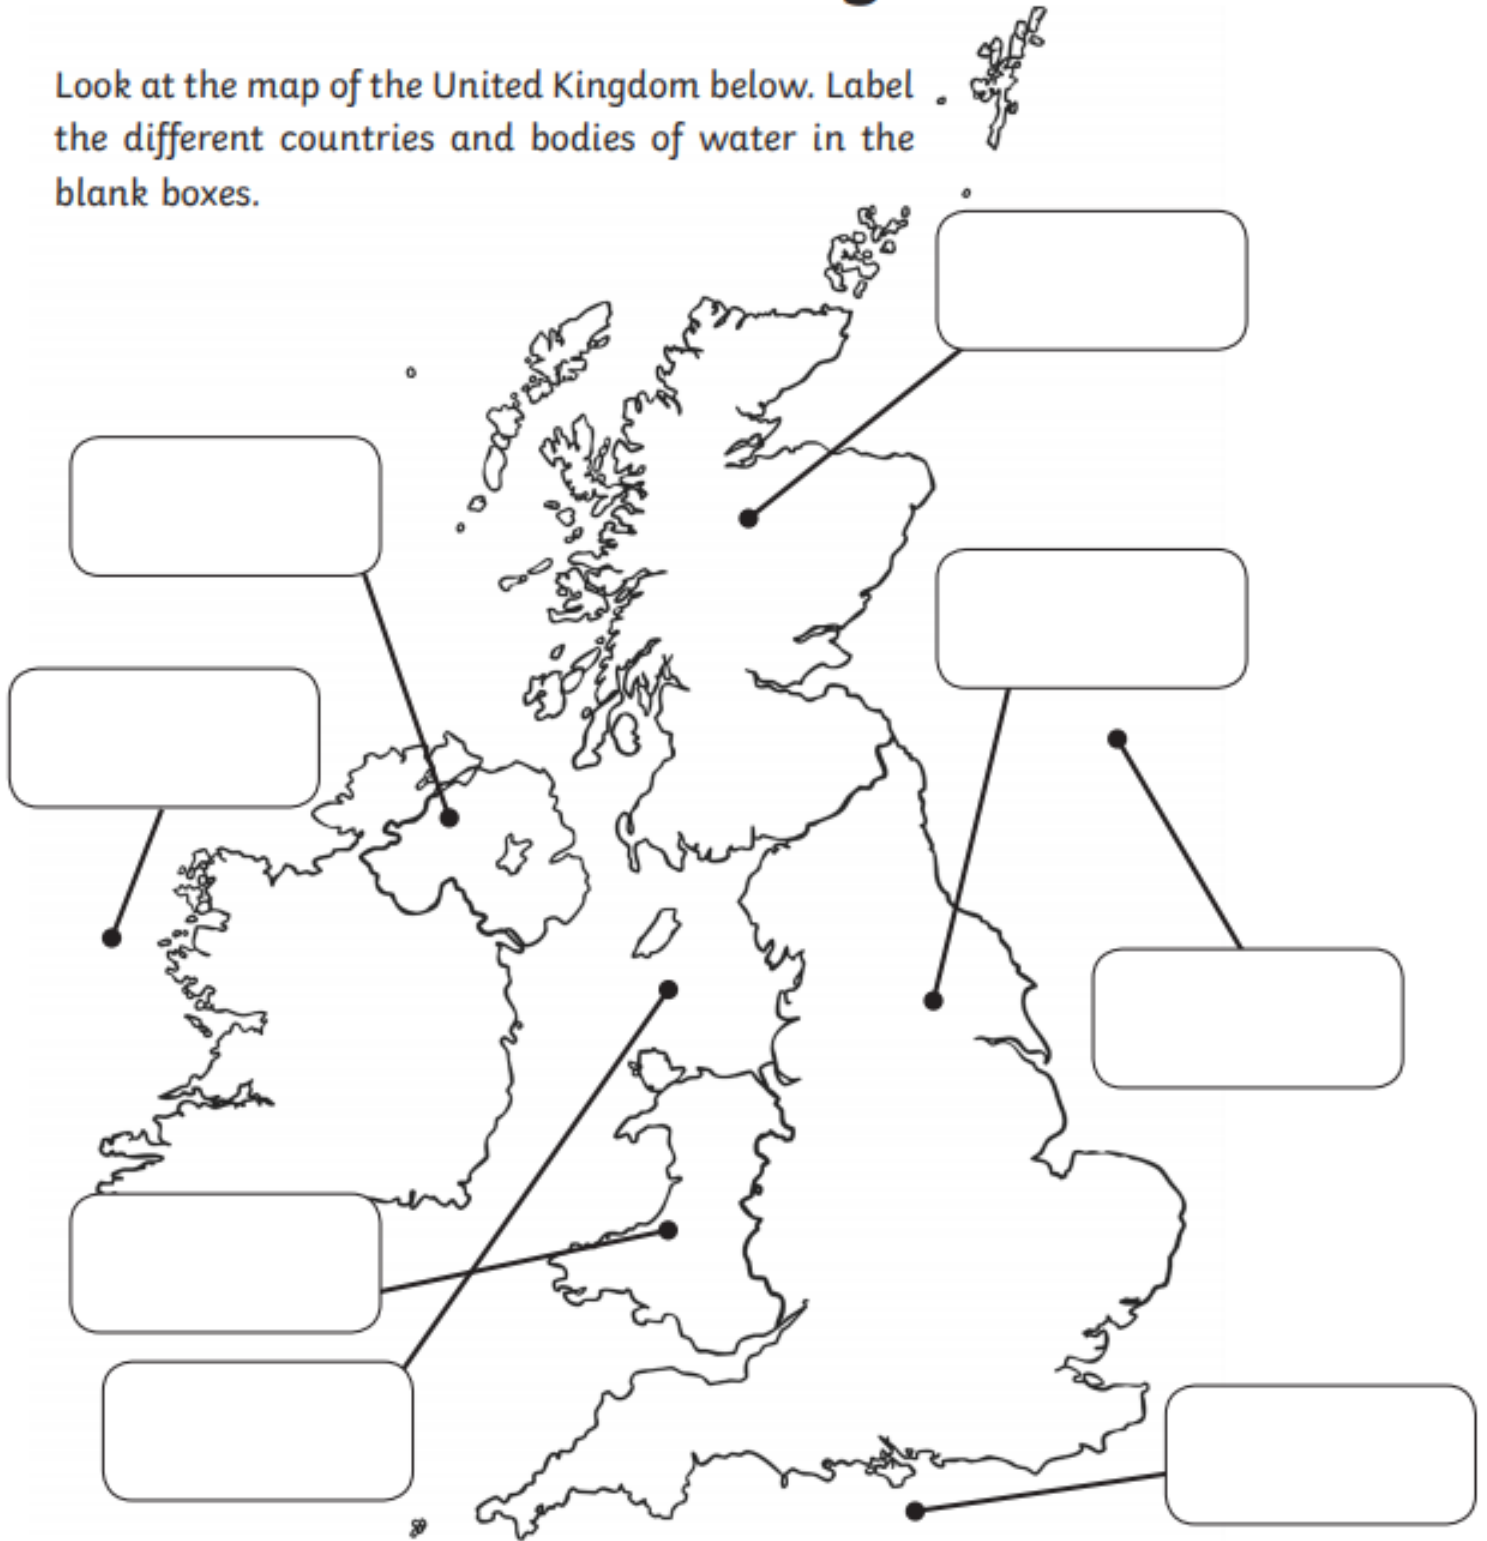 Look at the map of the United Kingdom below. Label
the different countries and bodies of water in the
blank boxes.